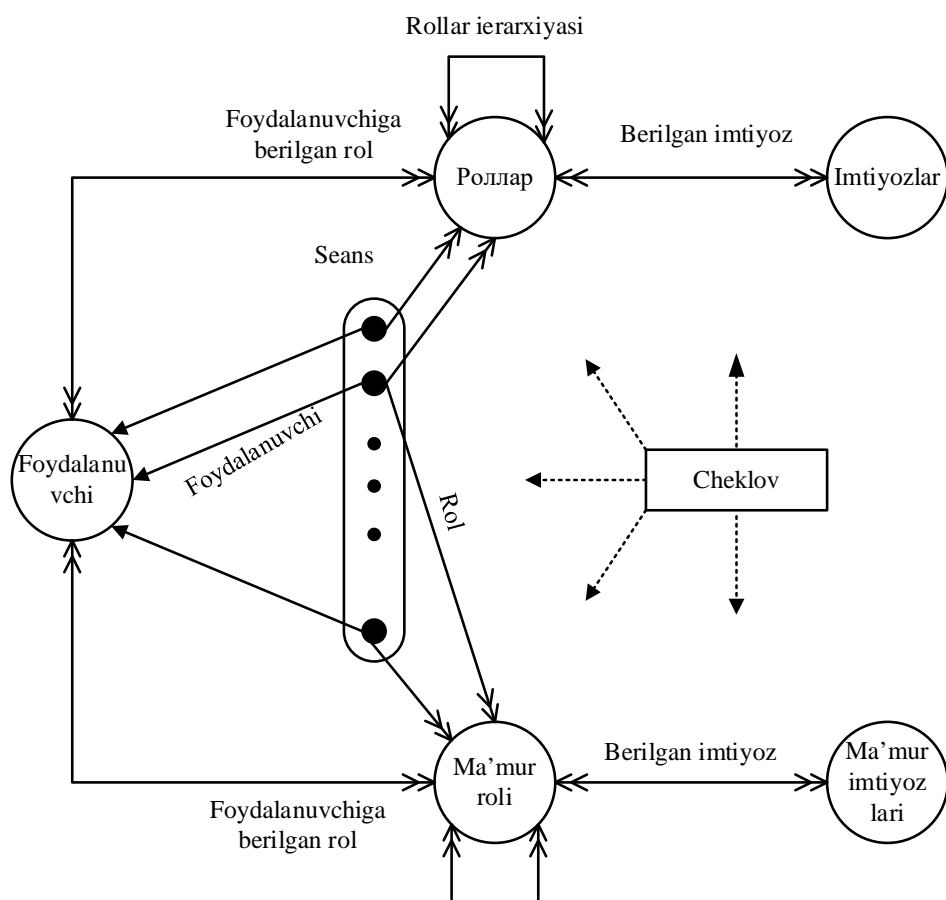 Rollar ierarxiyasi
Foydalanuvchiga
berilgan rol
Berilgan imtiyoz
Роллар
Imtiyozlar
Seans
Foydalanuvchi
Foydalanu
vchi
Rol
Cheklov
Foydalanuvchiga
berilgan rol
Ma’mur
roli
Berilgan imtiyoz
Ma’mur
imtiyoz
lari